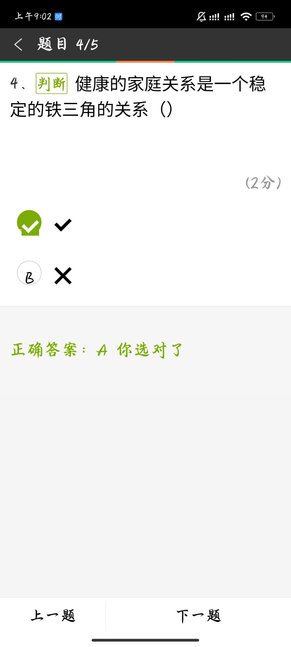 上午9:02
94
题目 4/5
4、判断 健康的家庭关系是一个稳
定的铁三角的关系（）
(2分)
B
正确答案：A 你选对了
上一题 下一题